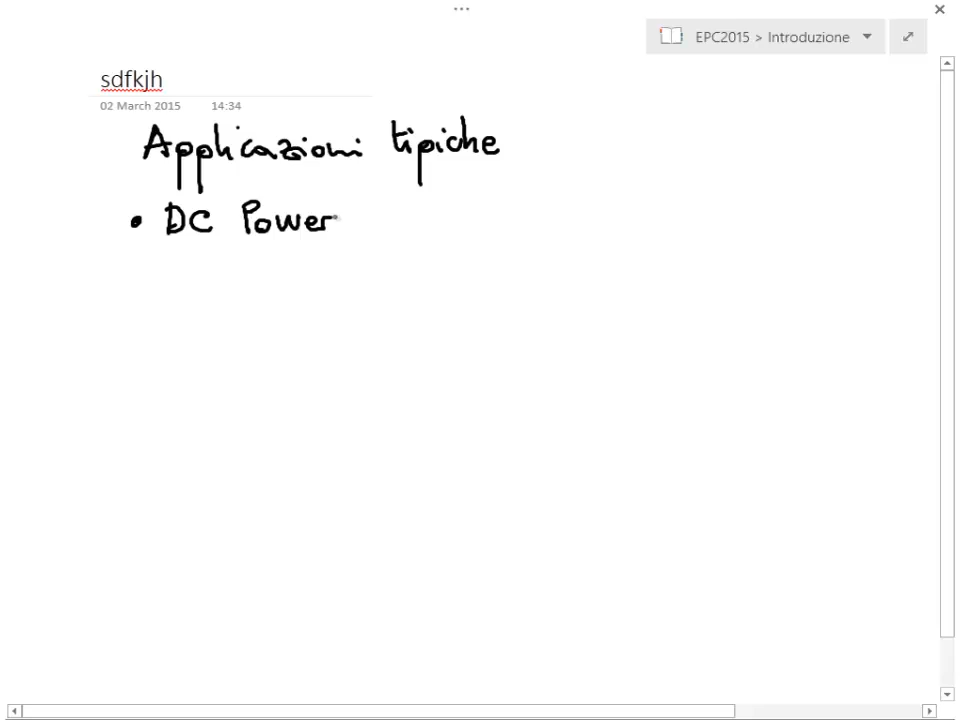 EPC2015 > Introduzione
sdfkjh
02 March 2015 14:34
Applicazioni tipiche
• DC Power